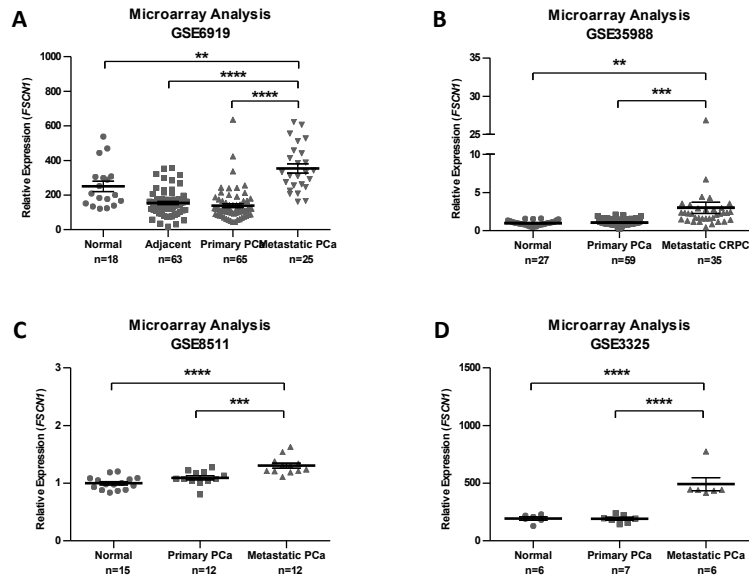 A
Microarray Analysis
GSE6919
Relative Expression (FSCN1)
1000
800
600
400
200
0
**
****
****
Normal Adjacent Primary PCa Metastatic PCa
n=18 n=63 n=65 n=25
B
Microarray Analysis
GSE35988
Relative Expression (FSCN1)
35
30
25
10
5
0
**
***
Normal Primary PCa Metastatic CRPC
n=27 n=59 n=35
C
Microarray Analysis
GSE8511
Relative Expression (FSCN1)
3
2
1
0
****
***
Normal Primary PCa Metastatic PCa
n=15 n=12 n=12
D
Microarray Analysis
GSE3325
Relative Expression (FSCN1)
1500
1000
500
0
****
****
Normal Primary PCa Metastatic PCa
n=6 n=7 n=6